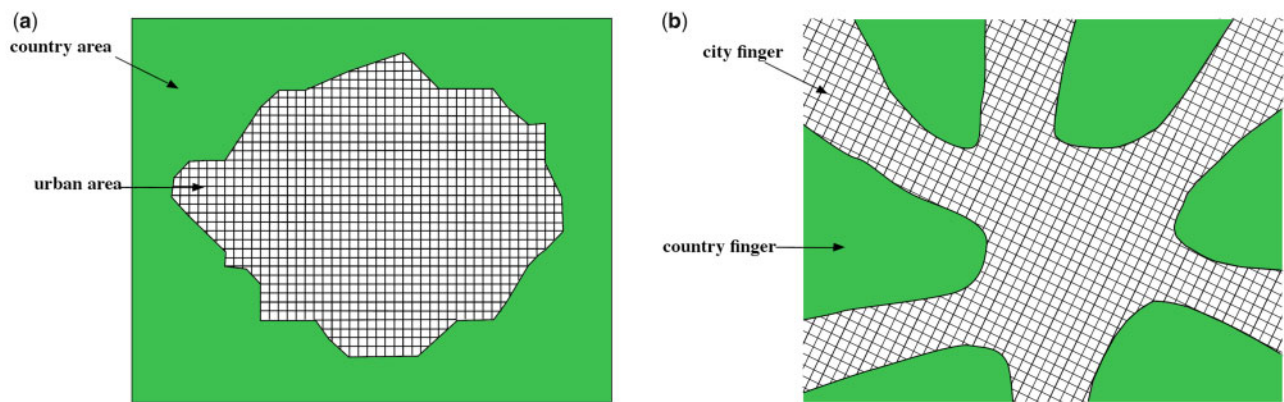 (a)
country area
urban area
(b)
city finger
country finger